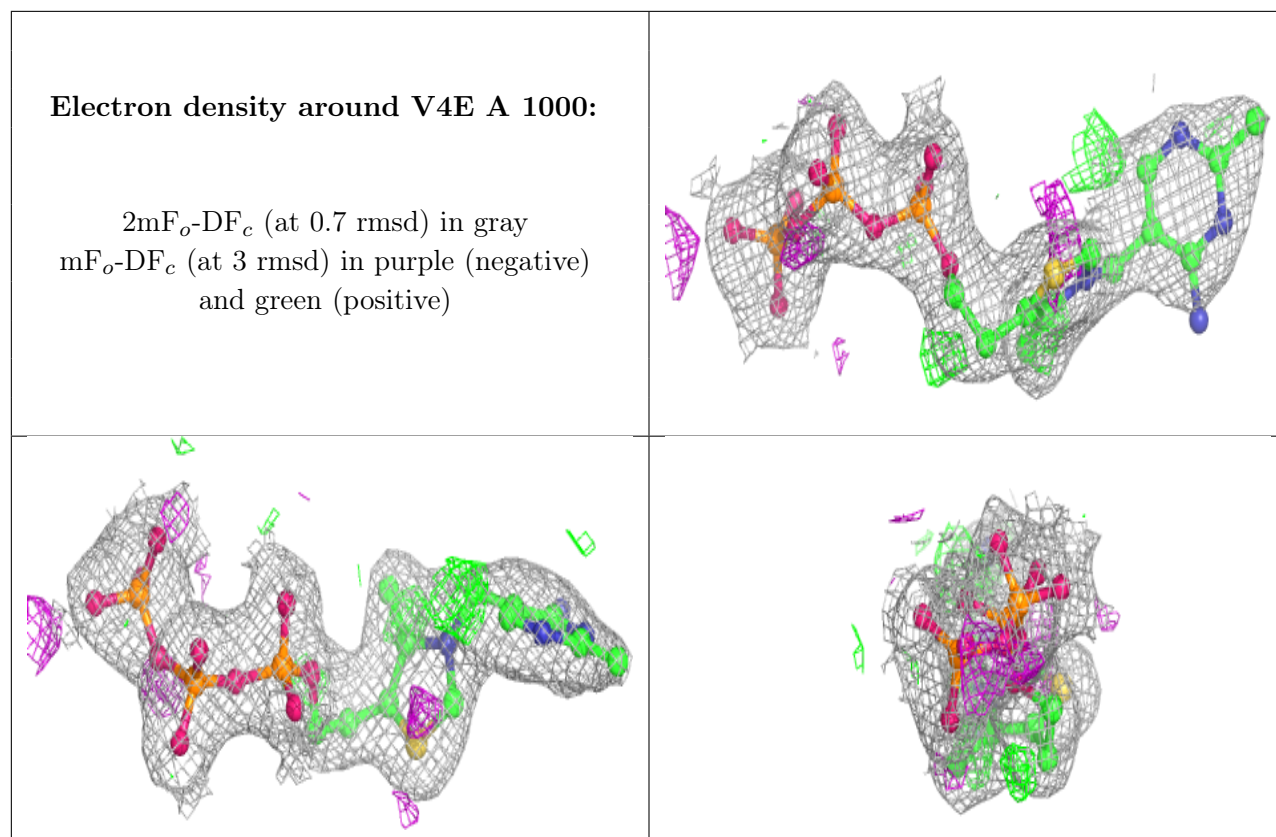 Electron density around V4E A 1000:
2mFₒ-DF𝒸 (at 0.7 rmsd) in gray
mFₒ-DF𝒸 (at 3 rmsd) in purple (negative)
and green (positive)